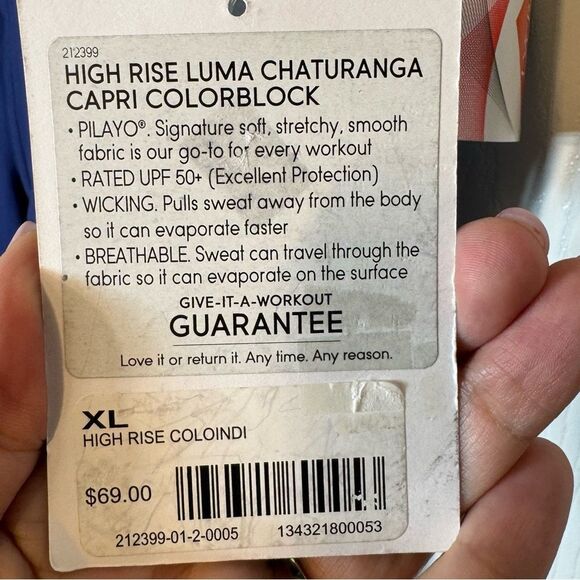 212399
HIGH RISE LUMA CHATURANGA
CAPRI COLORBLOCK
• PILAYO®. Signature soft, stretchy, smooth
fabric is our go-to for every workout
• RATED UPF 50+ (Excellent Protection)
• WICKING. Pulls sweat away from the body
so it can evaporate faster
• BREATHABLE. Sweat can travel through the
fabric so it can evaporate on the surface
GIVE-IT-A-WORKOUT
GUARANTEE
Love it or return it. Any time. Any reason.
XL
HIGH RISE COLOINDI
$69.00
212399-01-2-0005 134321800053